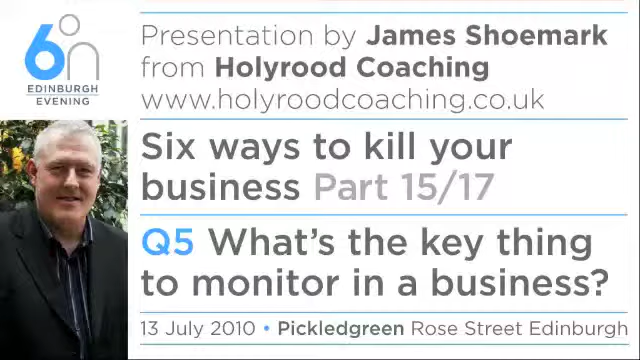 6 on
EDINBURGH
EVENING
Presentation by James Shoemark
from Holyrood Coaching
www.holyroodcoaching.co.uk
Six ways to kill your
business Part 15/17
Q5 What's the key thing
to monitor in a business?
13 July 2010 • Pickledgreen Rose Street Edinburgh